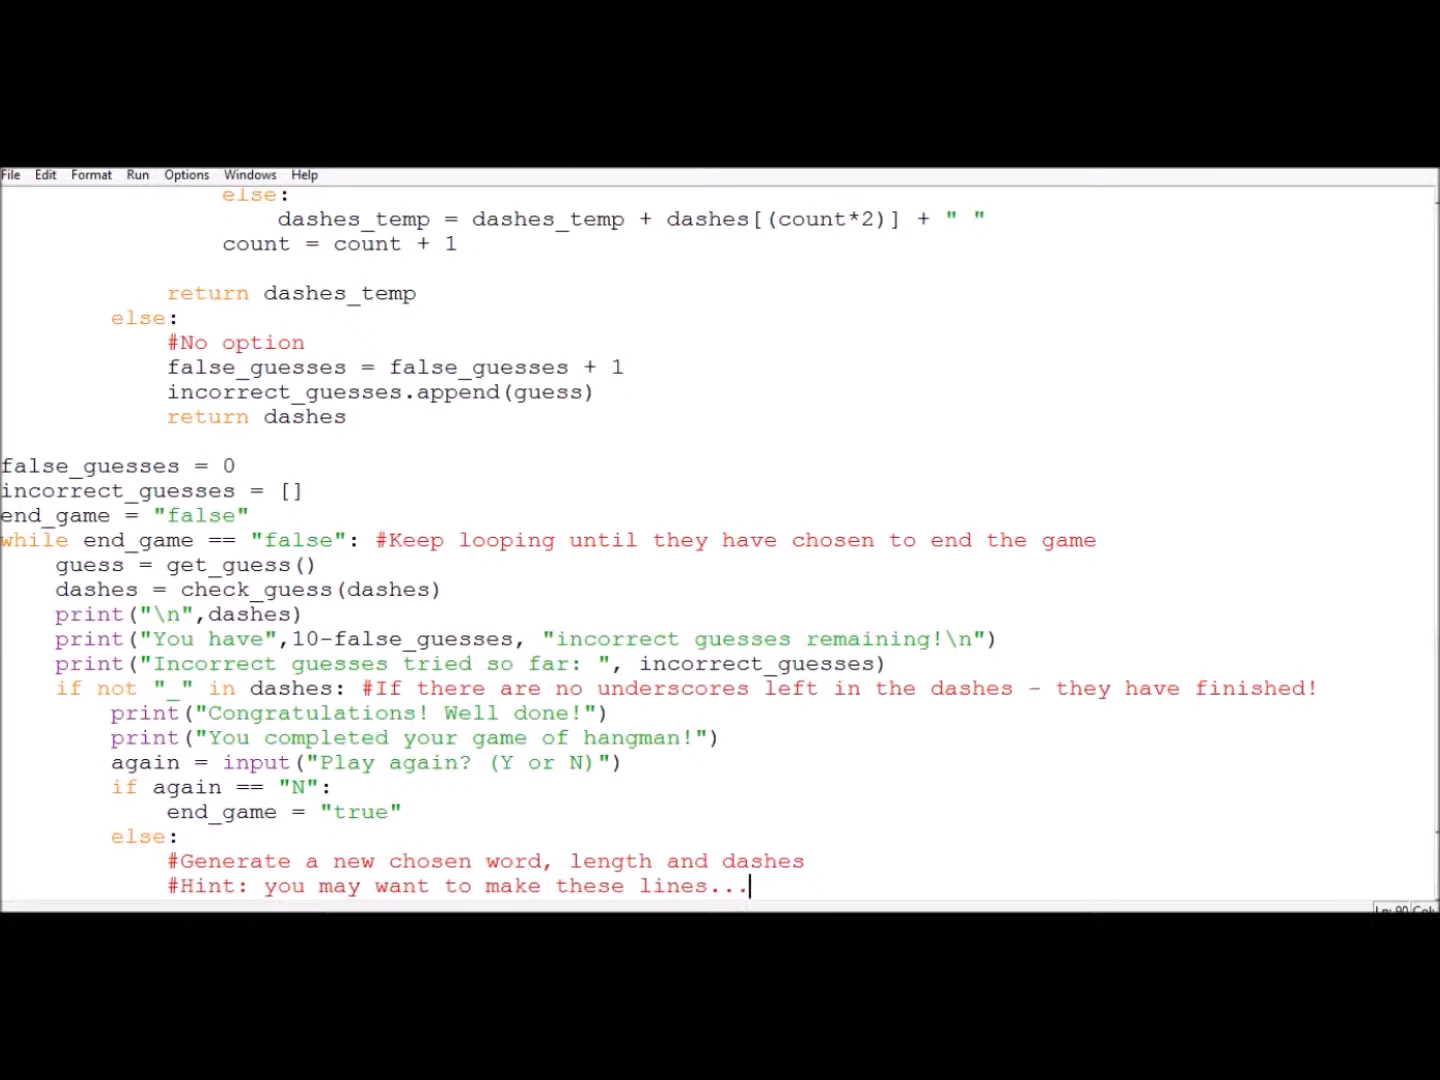 File Edit Format Run Options Windows Help
else:
dashes_temp = dashes_temp + dashes[(count*2)] + " "
count = count + 1
return dashes_temp
else:
#No option
false_guesses = false_guesses + 1
incorrect_guesses.append(guess)
return dashes
false_guesses = 0
incorrect_guesses = []
end_game = "false"
while end_game == "false": #Keep looping until they have chosen to end the game
guess = get_guess()
dashes = check_guess(dashes)
print("\n",dashes)
print("You have",10-false_guesses, "incorrect guesses remaining!\n")
print("Incorrect guesses tried so far: ", incorrect_guesses)
if not "_" in dashes: #If there are no underscores left in the dashes - they have finished!
print("Congratulations! Well done!")
print("You completed your game of hangman!")
again = input("Play again? (Y or N)")
if again == "N":
end_game = "true"
else:
#Generate a new chosen word, length and dashes
#Hint: you may want to make these lines...